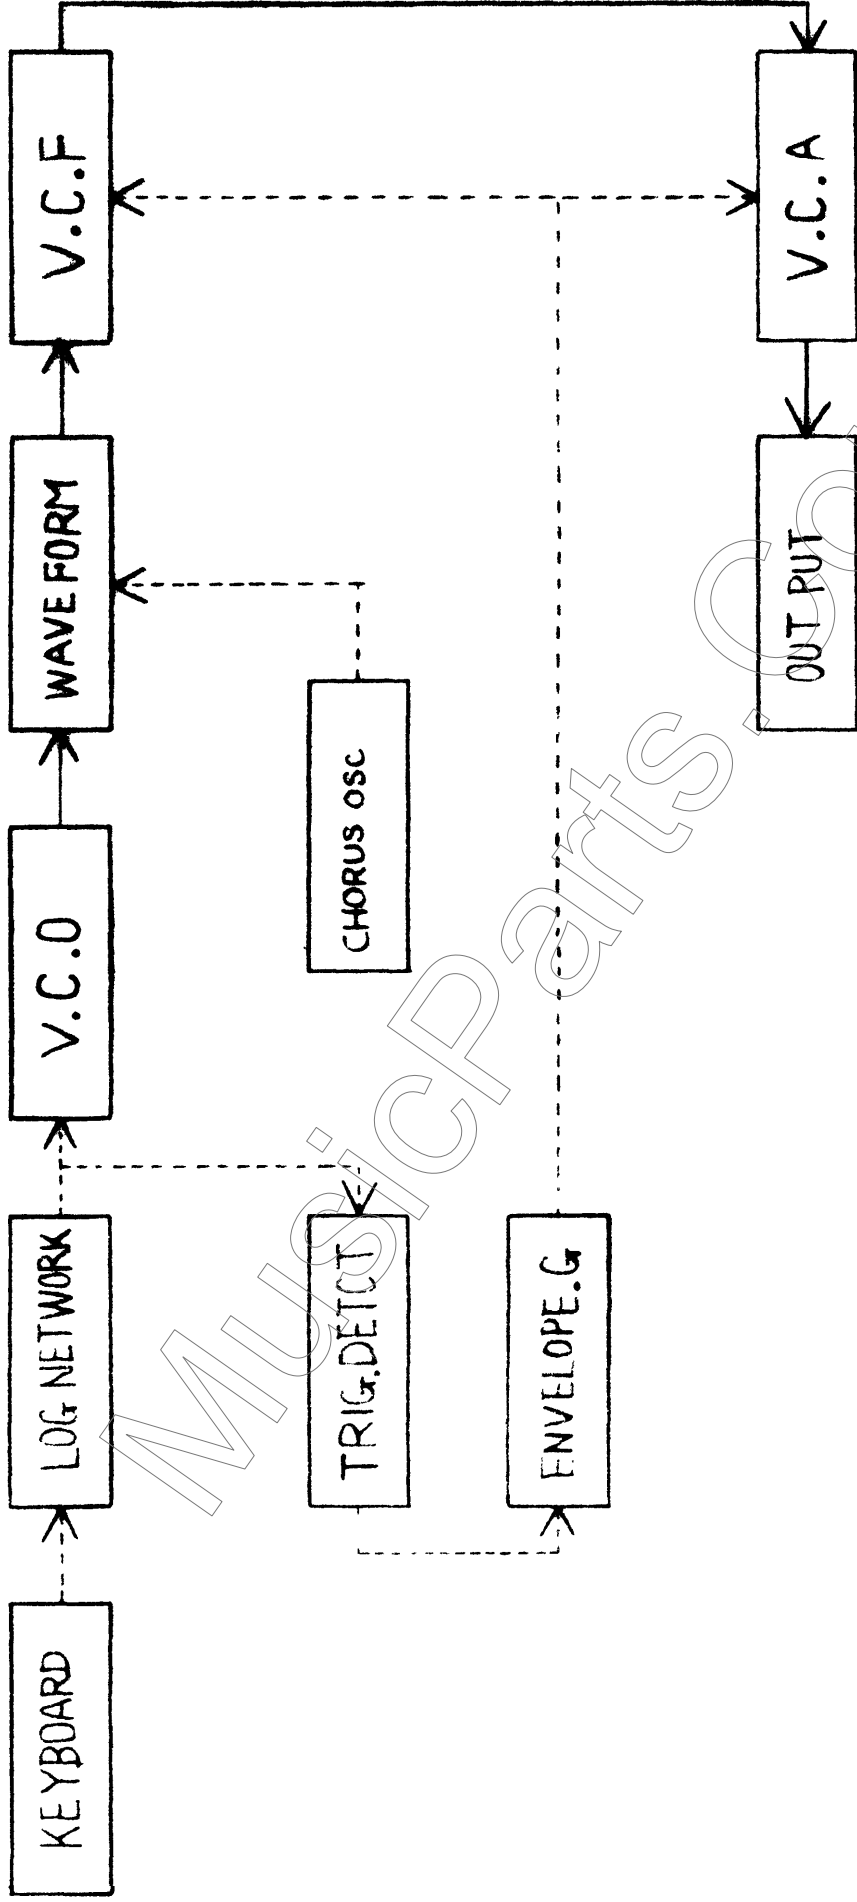 KEYBOARD
LOG NETWORK
V.C.O
WAVE FORM
V.C.F
TRIG.DETCT
CHORUS OSC
ENVELOPE.G
OUT PUT
V.C.A
MusicParts.Co